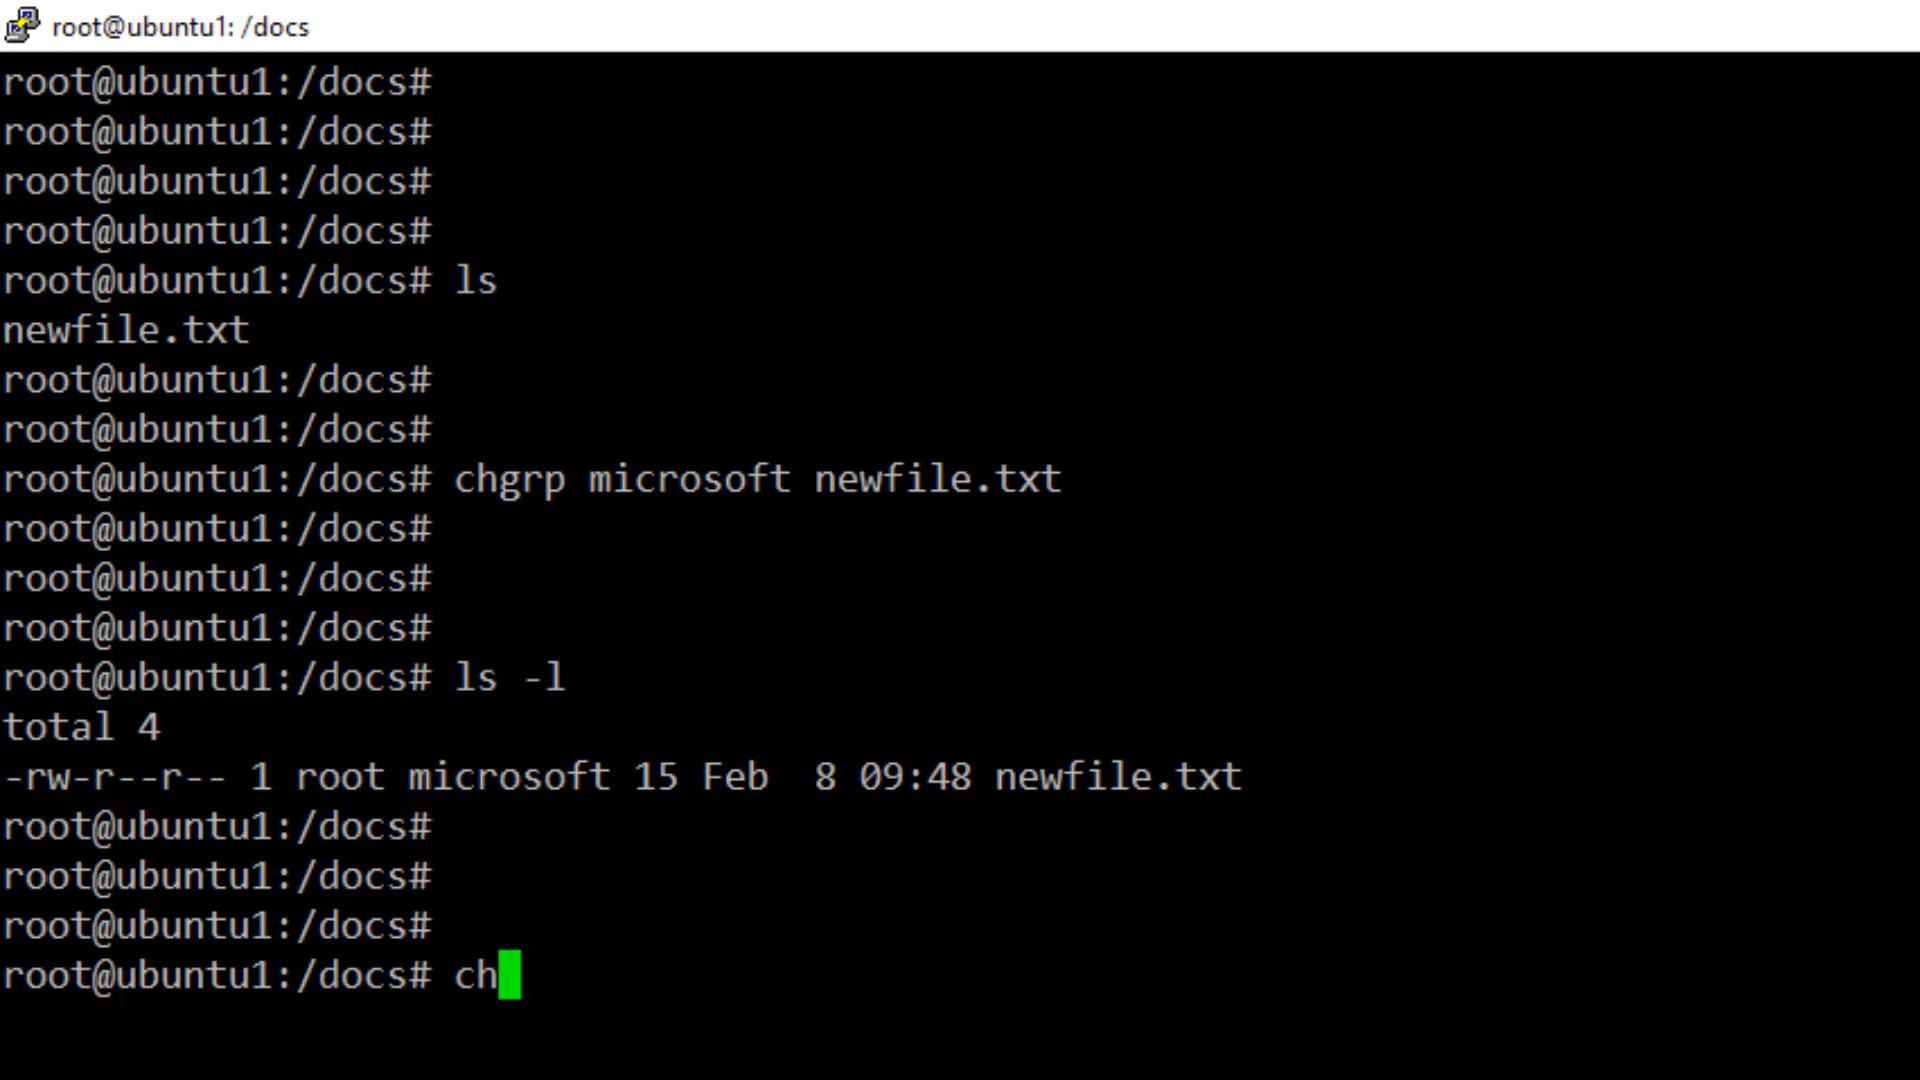 root@ubuntu1: /docs
root@ubuntu1:/docs#
root@ubuntu1:/docs#
root@ubuntu1:/docs#
root@ubuntu1:/docs#
root@ubuntu1:/docs# ls
newfile.txt
root@ubuntu1:/docs#
root@ubuntu1:/docs#
root@ubuntu1:/docs# chgrp microsoft newfile.txt
root@ubuntu1:/docs#
root@ubuntu1:/docs#
root@ubuntu1:/docs#
root@ubuntu1:/docs# ls -l
total 4
-rw-r--r-- 1 root microsoft 15 Feb  8 09:48 newfile.txt
root@ubuntu1:/docs#
root@ubuntu1:/docs#
root@ubuntu1:/docs#
root@ubuntu1:/docs# ch